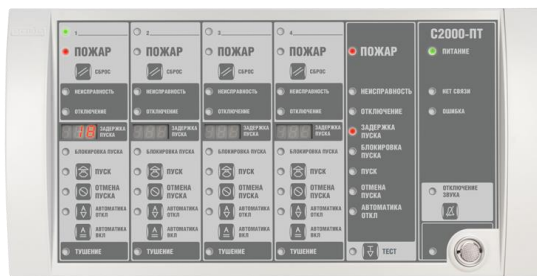 1
2
3
4
С2000-ПТ
ПОЖАР
ПОЖАР
ПОЖАР
ПОЖАР
ПОЖАР
ПИТАНИЕ
СБРОС
СБРОС
СБРОС
СБРОС
НЕИСПРАВНОСТЬ
НЕИСПРАВНОСТЬ
НЕИСПРАВНОСТЬ
НЕИСПРАВНОСТЬ
НЕИСПРАВНОСТЬ
НЕТ СВЯЗИ
ОТКЛЮЧЕНИЕ
ОТКЛЮЧЕНИЕ
ОТКЛЮЧЕНИЕ
ОТКЛЮЧЕНИЕ
ОТКЛЮЧЕНИЕ
ОШИБКА
18
ЗАДЕРЖКА
ПУСКА
ЗАДЕРЖКА
ПУСКА
ЗАДЕРЖКА
ПУСКА
ЗАДЕРЖКА
ПУСКА
ЗАДЕРЖКА
ПУСКА
БЛОКИРОВКА ПУСКА
БЛОКИРОВКА ПУСКА
БЛОКИРОВКА ПУСКА
БЛОКИРОВКА ПУСКА
БЛОКИРОВКА
ПУСКА
ПУСК
ПУСК
ПУСК
ПУСК
ПУСК
ОТМЕНА
ПУСКА
ОТМЕНА
ПУСКА
ОТМЕНА
ПУСКА
ОТМЕНА
ПУСКА
ОТМЕНА
ПУСКА
ОТКЛЮЧЕНИЕ
ЗВУКА
АВТОМАТИКА
ОТКЛ
АВТОМАТИКА
ОТКЛ
АВТОМАТИКА
ОТКЛ
АВТОМАТИКА
ОТКЛ
АВТОМАТИКА
ОТКЛ
АВТОМАТИКА
ВКЛ
АВТОМАТИКА
ВКЛ
АВТОМАТИКА
ВКЛ
АВТОМАТИКА
ВКЛ
ТУШЕНИЕ
ТУШЕНИЕ
ТУШЕНИЕ
ТУШЕНИЕ
ТЕСТ